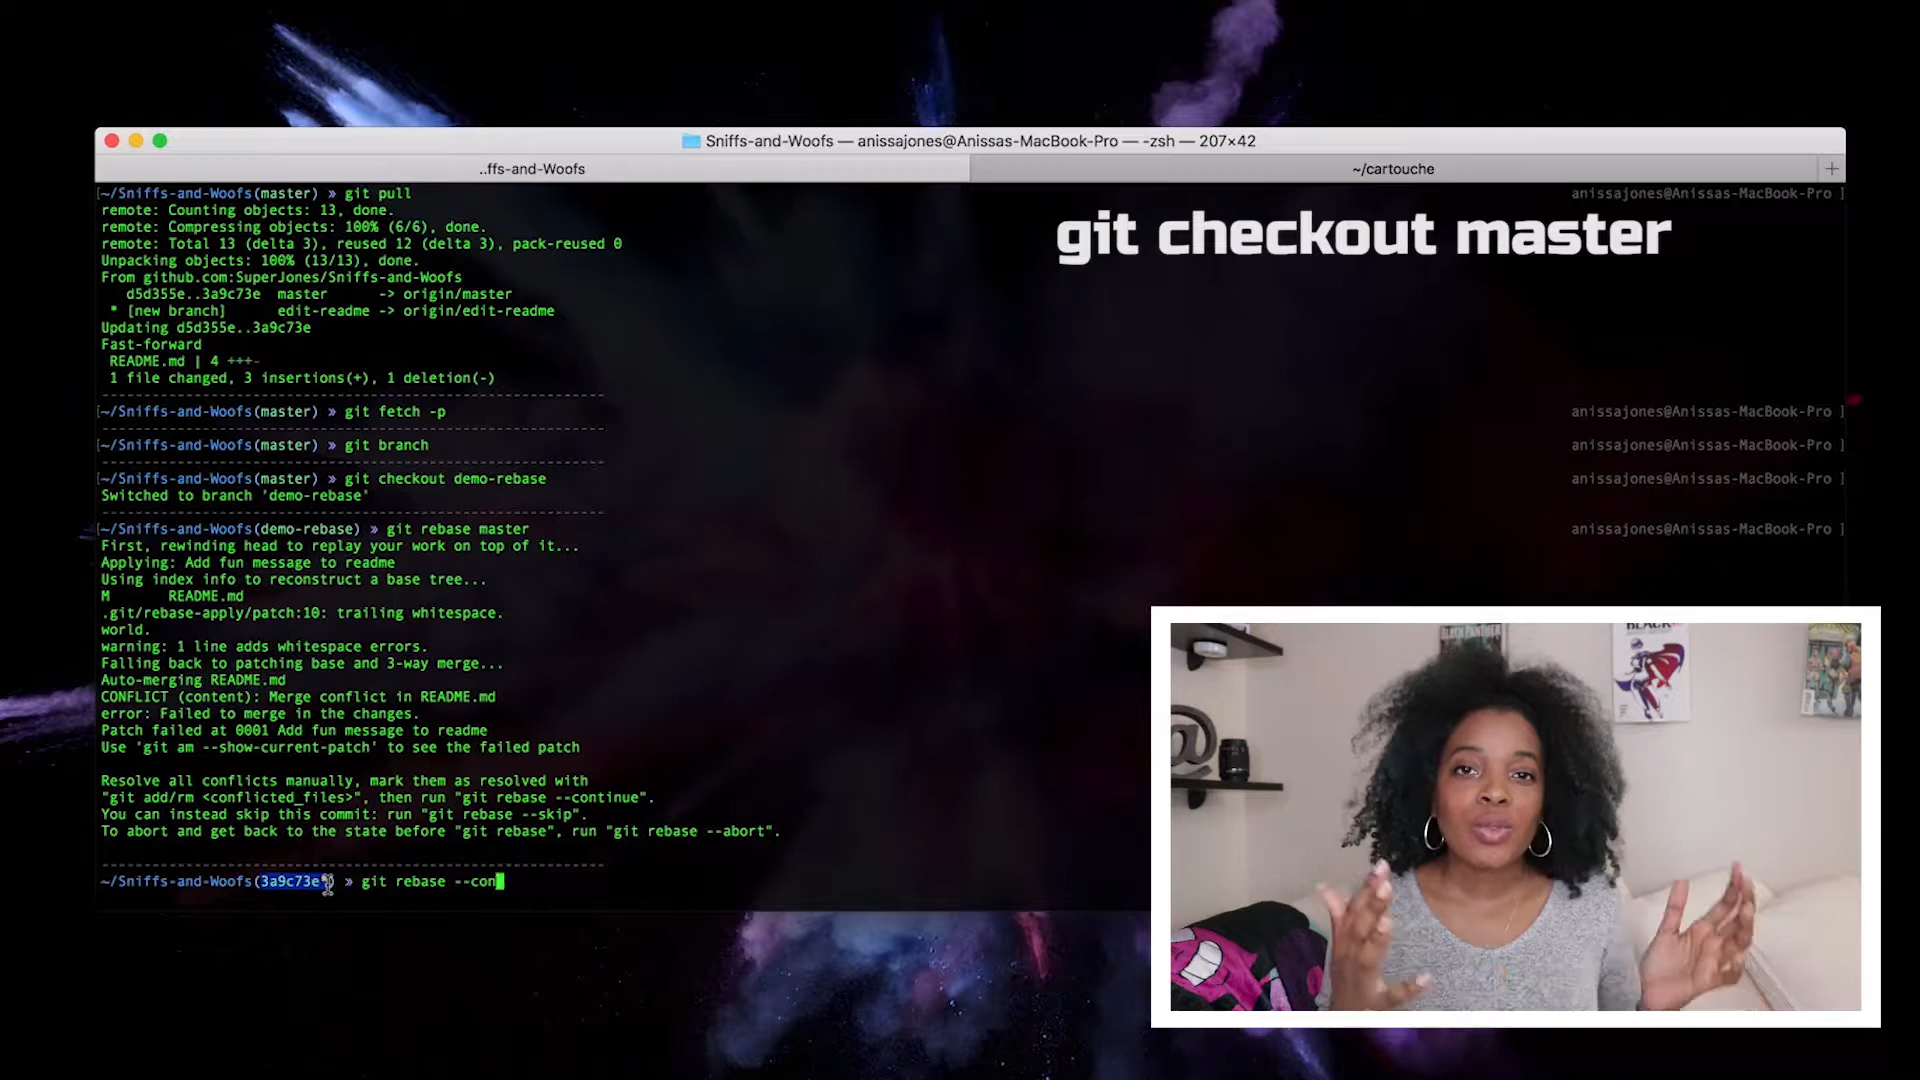 Sniffs-and-Woofs — anissajones@Anissas-MacBook-Pro — -zsh — 207×42
..ffs-and-Woofs
~/cartouche
[~/Sniffs-and-Woofs(master) » git pull anissajones@Anissas-MacBook-Pro ]
remote: Counting objects: 13, done.
remote: Compressing objects: 100% (6/6), done.
remote: Total 13 (delta 3), reused 12 (delta 3), pack-reused 0
Unpacking objects: 100% (13/13), done.
From github.com:SuperJones/Sniffs-and-Woofs
d5d355e..3a9c73e master -> origin/master
* [new branch] edit-readme -> origin/edit-readme
Updating d5d355e..3a9c73e
Fast-forward
README.md | 4 +++-
1 file changed, 3 insertions(+), 1 deletion(-)
[~/Sniffs-and-Woofs(master) » git fetch -p anissajones@Anissas-MacBook-Pro ]
[~/Sniffs-and-Woofs(master) » git branch anissajones@Anissas-MacBook-Pro ]
[~/Sniffs-and-Woofs(master) » git checkout demo-rebase anissajones@Anissas-MacBook-Pro ]
Switched to branch 'demo-rebase'
[~/Sniffs-and-Woofs(demo-rebase) » git rebase master anissajones@Anissas-MacBook-Pro ]
First, rewinding head to replay your work on top of it...
Applying: Add fun message to readme
Using index info to reconstruct a base tree...
M README.md
.git/rebase-apply/patch:10: trailing whitespace.
world.
warning: 1 line adds whitespace errors.
Falling back to patching base and 3-way merge...
Auto-merging README.md
CONFLICT (content): Merge conflict in README.md
error: Failed to merge in the changes.
Patch failed at 0001 Add fun message to readme
Use 'git am --show-current-patch' to see the failed patch
Resolve all conflicts manually, mark them as resolved with
"git add/rm <conflicted_files>", then run "git rebase --continue".
You can instead skip this commit: run "git rebase --skip".
To abort and get back to the state before "git rebase", run "git rebase --abort".
~/Sniffs-and-Woofs(3a9c73e*) » git rebase --con
git checkout master
BLACK PANTHER
BLACK